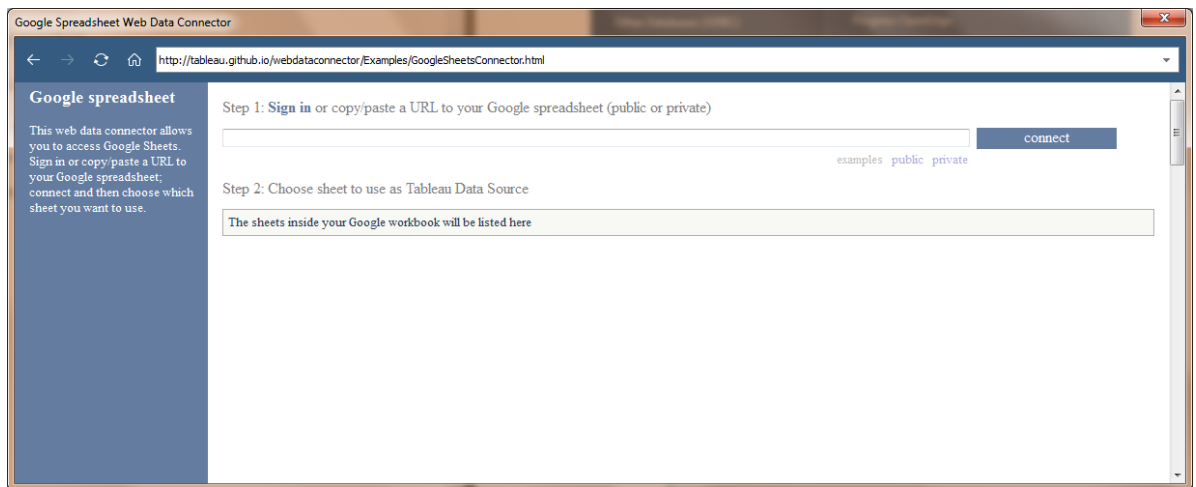 Google Spreadsheet Web Data Connector
http://tableau.github.io/webdataconnector/Examples/GoogleSheetsConnector.html
Google spreadsheet
This web data connector allows
you to access Google Sheets.
Sign in or copy/paste a URL to
your Google spreadsheet;
connect and then choose which
sheet you want to use.
Step 1: Sign in or copy/paste a URL to your Google spreadsheet (public or private)
connect
examples public private
Step 2: Choose sheet to use as Tableau Data Source
The sheets inside your Google workbook will be listed here